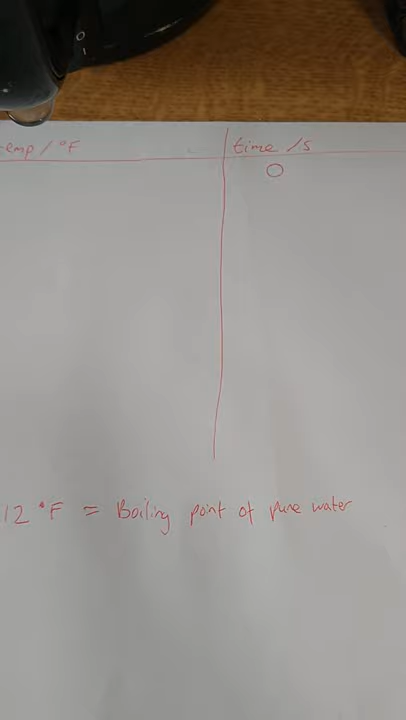 emp / °F time / s
0
12 °F = Boiling point of pure water